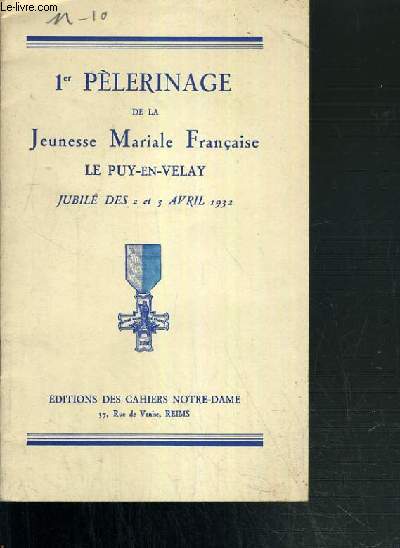 www.le-livre.com
n-10
1er PÈLERINAGE
DE LA
Jeunesse Mariale Française
LE PUY-EN-VELAY
JUBILÉ DES 2 et 3 AVRIL 1932
EDITIONS DES CAHIERS NOTRE-DAME
37, Rue de Venise, REIMS